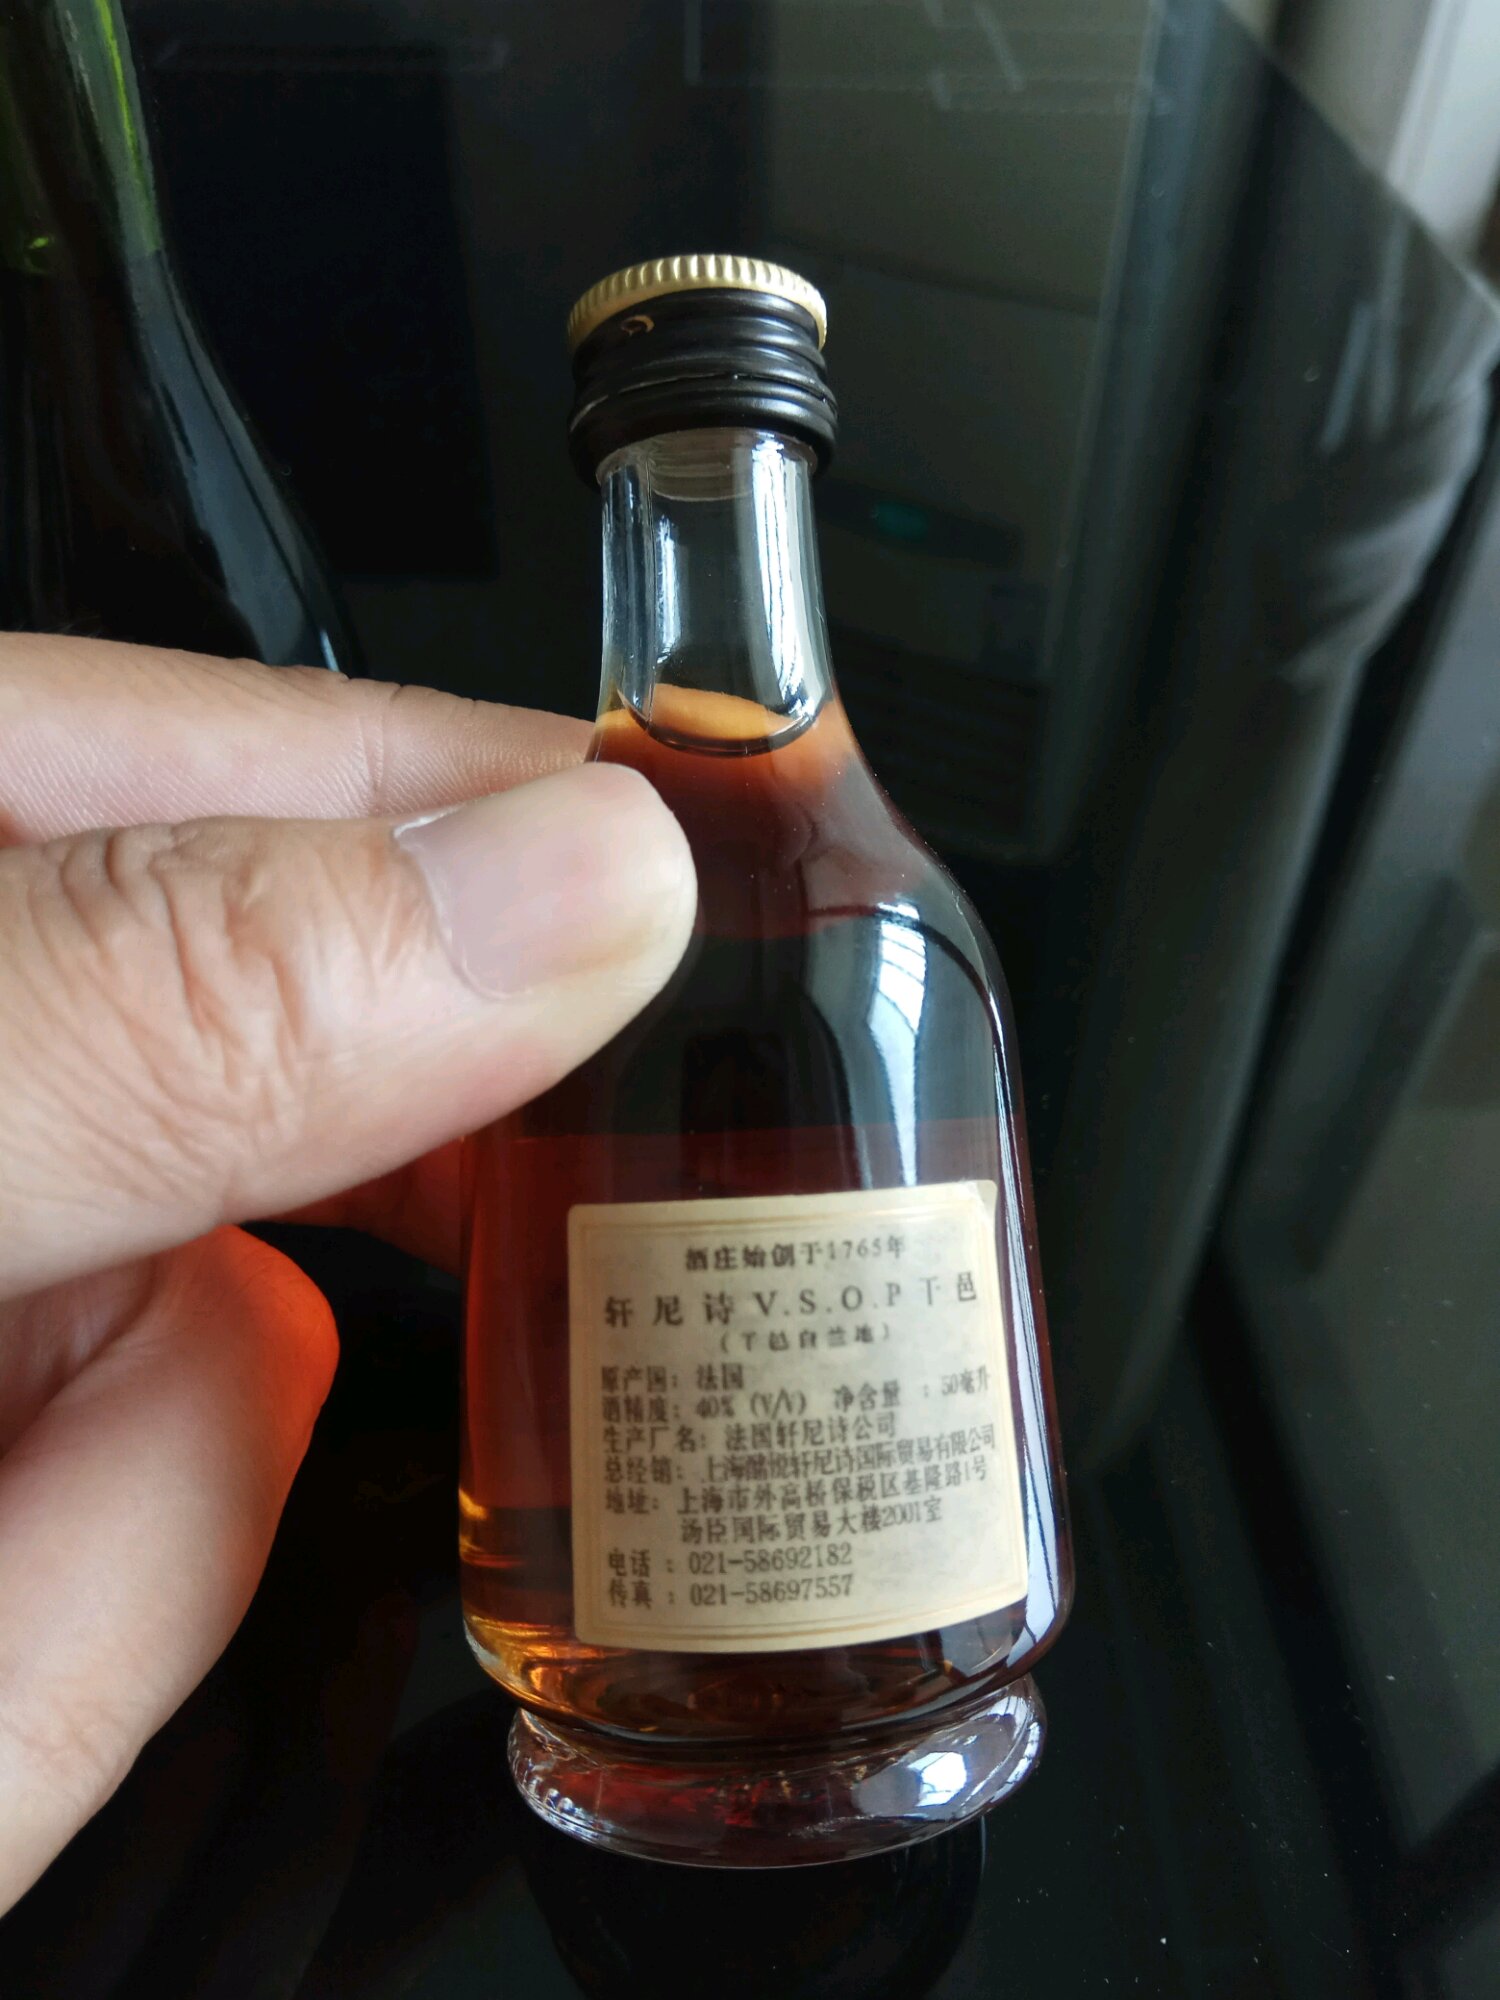 酒庄始创于1765年
轩尼诗V.S.O.P干邑
（干邑白兰地）
原产国：法国
酒精度：40% (V/V) 净含量：50毫升
生产厂名：法国轩尼诗公司
总经销：上海酩悦轩尼诗国际贸易有限公司
地址：上海市外高桥保税区基隆路1号
汤臣国际贸易大楼2001室
电话：021-58692182
传真：021-58697557